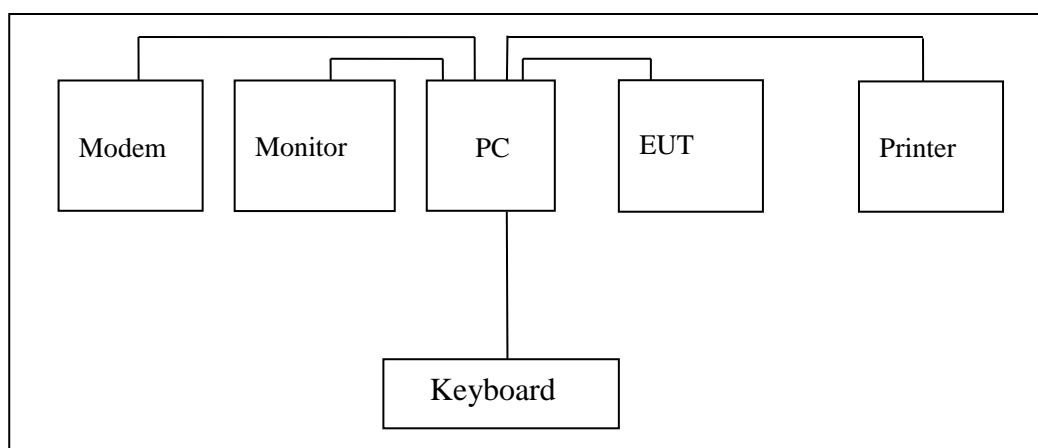 Modem
Monitor
PC
EUT
Printer
Keyboard